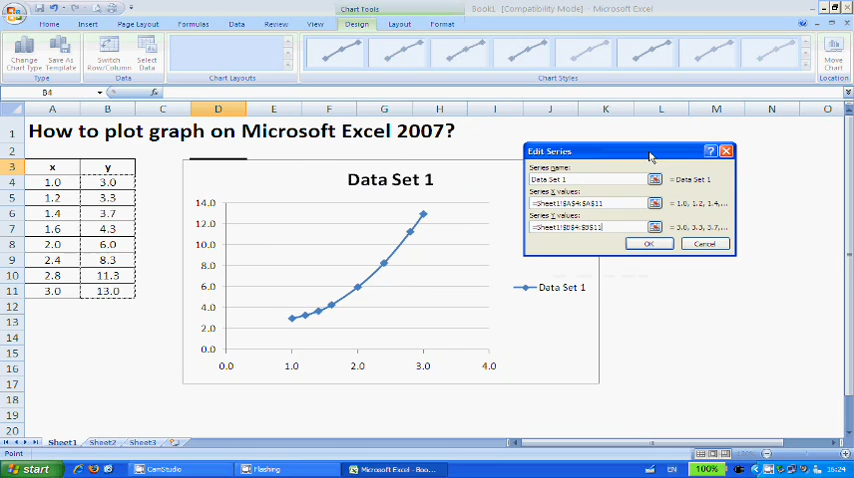 Chart Tools
Book1 [Compatibility Mode] - Microsoft Excel
Home Insert Page Layout Formulas Data Review View Design Layout Format
Change Chart Type
Save As Template
Switch Row/Column
Select Data
Move Chart
Type
Data
Chart Layouts
Chart Styles
Location
B4
fx
A B C D E F G H I J K L M N O
1 How to plot graph on Microsoft Excel 2007?
2
3 x y
4 1.0 3.0
5 1.2 3.3
6 1.4 3.7
7 1.6 4.3
8 2.0 6.0
9 2.4 8.3
10 2.8 11.3
11 3.0 13.0
12
13
14
15
16
17
18
19
20
Data Set 1
14.0
12.0
10.0
8.0
6.0
4.0
2.0
0.0
0.0 1.0 2.0 3.0 4.0
Data Set 1
Edit Series
Series name:
Data Set 1 = Data Set 1
Series X values:
=Sheet1!$A$4:$A$11 = 1.0, 1.2, 1.4,...
Series Y values:
=Sheet1!$B$4:$B$11 = 3.0, 3.3, 3.7,...
OK Cancel
Sheet1 Sheet2 Sheet3
Point
start
CamStudio
Flashing
Microsoft Excel - Boo...
EN
100%
16:24